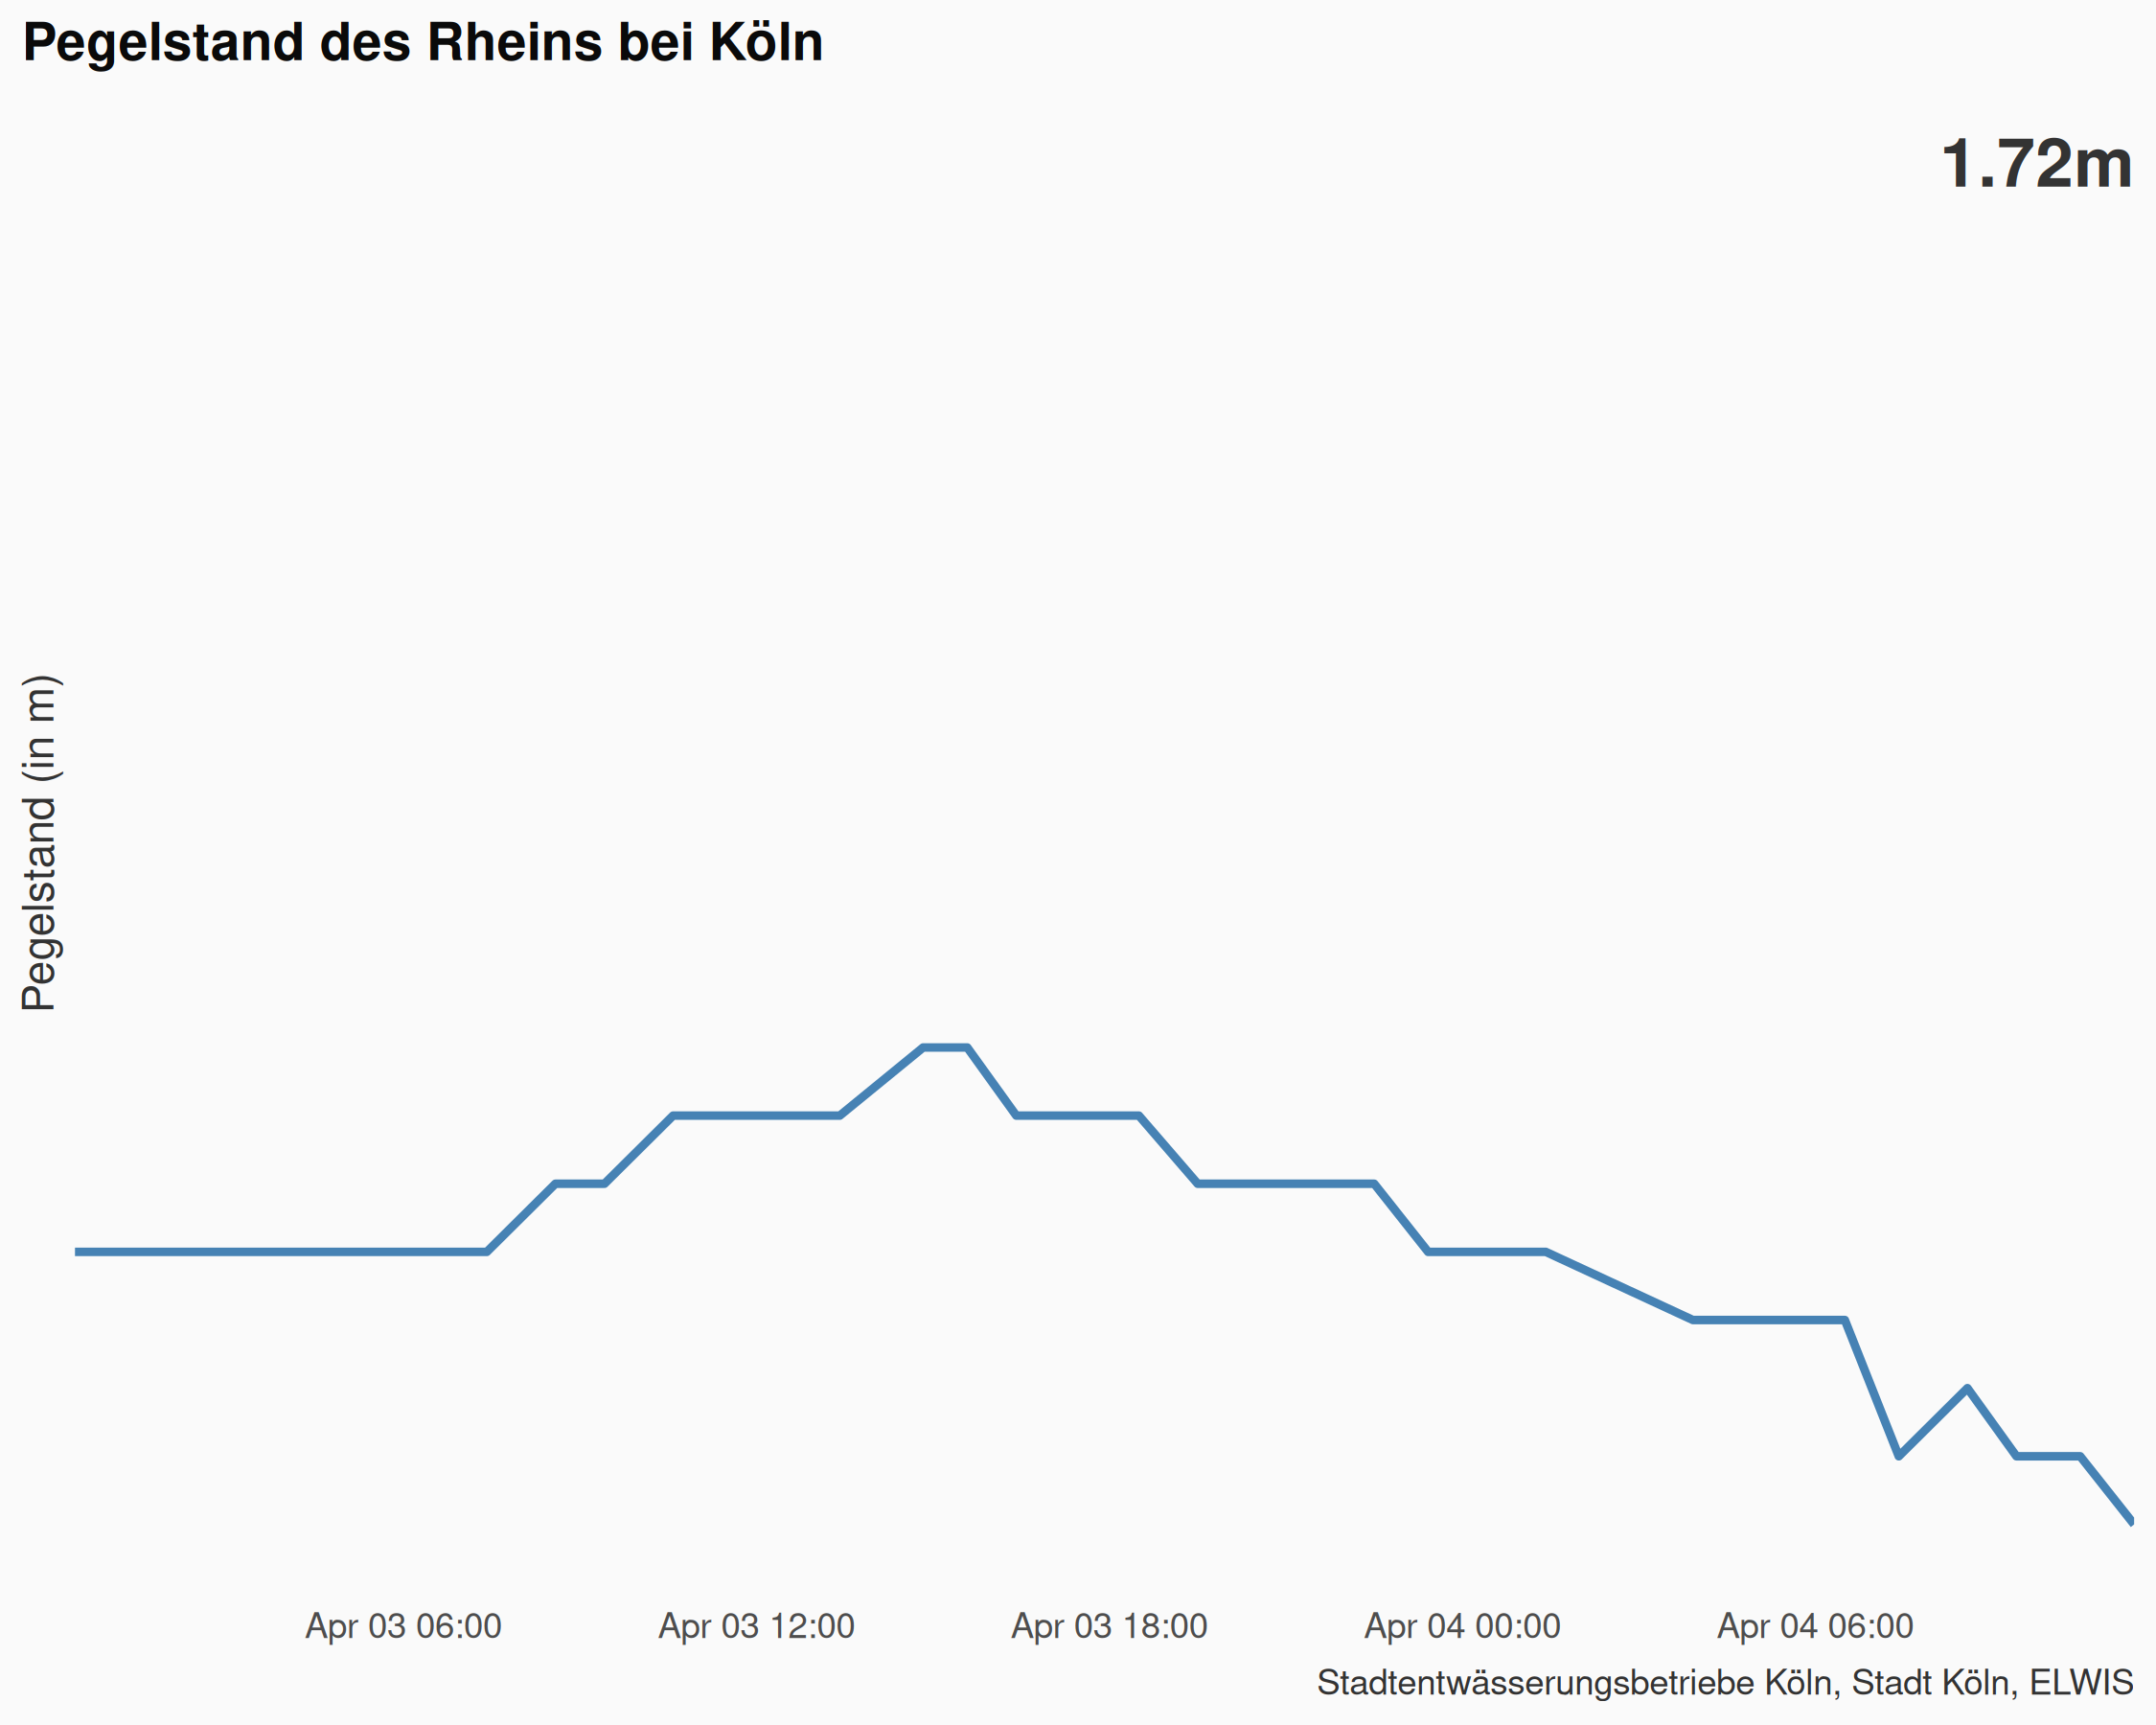 Pegelstand des Rheins bei Köln
1.72m
Pegelstand (in m)
Apr 03 06:00 Apr 03 12:00 Apr 03 18:00 Apr 04 00:00 Apr 04 06:00
Stadtentwässerungsbetriebe Köln, Stadt Köln, ELWIS